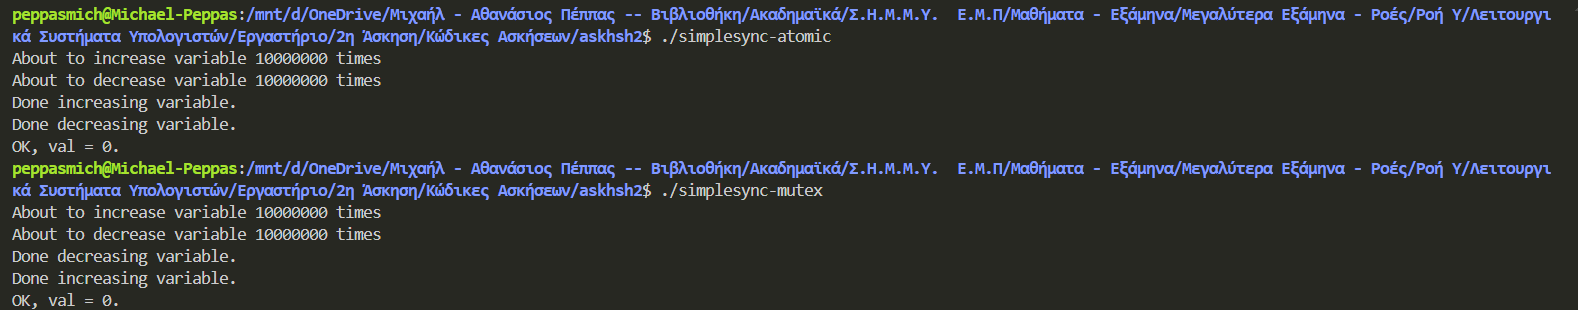 peppasmich@Michael-Peppas:/mnt/d/OneDrive/Μιχαήλ - Αθανάσιος Πέππας -- Βιβλιοθήκη/Ακαδημαϊκά/Σ.Η.Μ.Μ.Υ.  Ε.Μ.Π/Μαθήματα - Εξάμηνα/Μεγαλύτερα Εξάμηνα - Ροές/Ροή Υ/Λειτουργι
κά Συστήματα Υπολογιστών/Εργαστήριο/2η Άσκηση/Κώδικες Ασκήσεων/askhsh2$ ./simplesync-atomic
About to increase variable 10000000 times
About to decrease variable 10000000 times
Done increasing variable.
Done decreasing variable.
OK, val = 0.
peppasmich@Michael-Peppas:/mnt/d/OneDrive/Μιχαήλ - Αθανάσιος Πέππας -- Βιβλιοθήκη/Ακαδημαϊκά/Σ.Η.Μ.Μ.Υ.  Ε.Μ.Π/Μαθήματα - Εξάμηνα/Μεγαλύτερα Εξάμηνα - Ροές/Ροή Υ/Λειτουργι
κά Συστήματα Υπολογιστών/Εργαστήριο/2η Άσκηση/Κώδικες Ασκήσεων/askhsh2$ ./simplesync-mutex
About to increase variable 10000000 times
About to decrease variable 10000000 times
Done decreasing variable.
Done increasing variable.
OK, val = 0.